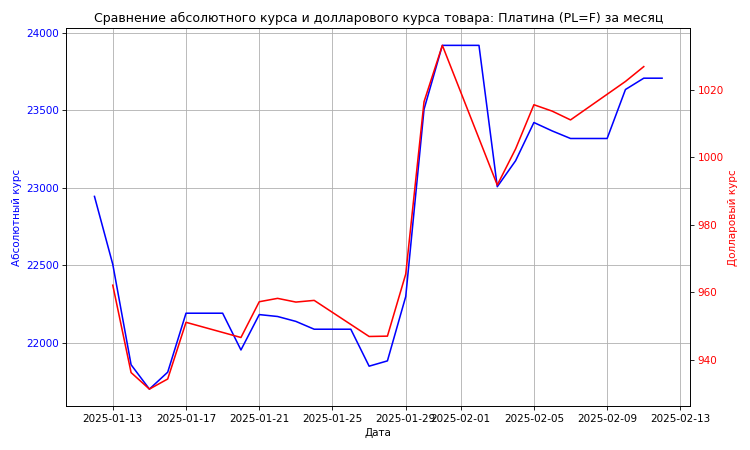 Сравнение абсолютного курса и долларового курса товара: Платина (PL=F) за месяц
Абсолютный курс
24000
23500
23000
22500
22000
Долларовый курс
1020
1000
980
960
940
2025-01-13 2025-01-17 2025-01-21 2025-01-25 2025-01-29 2025-02-01 2025-02-05 2025-02-09 2025-02-13
Дата